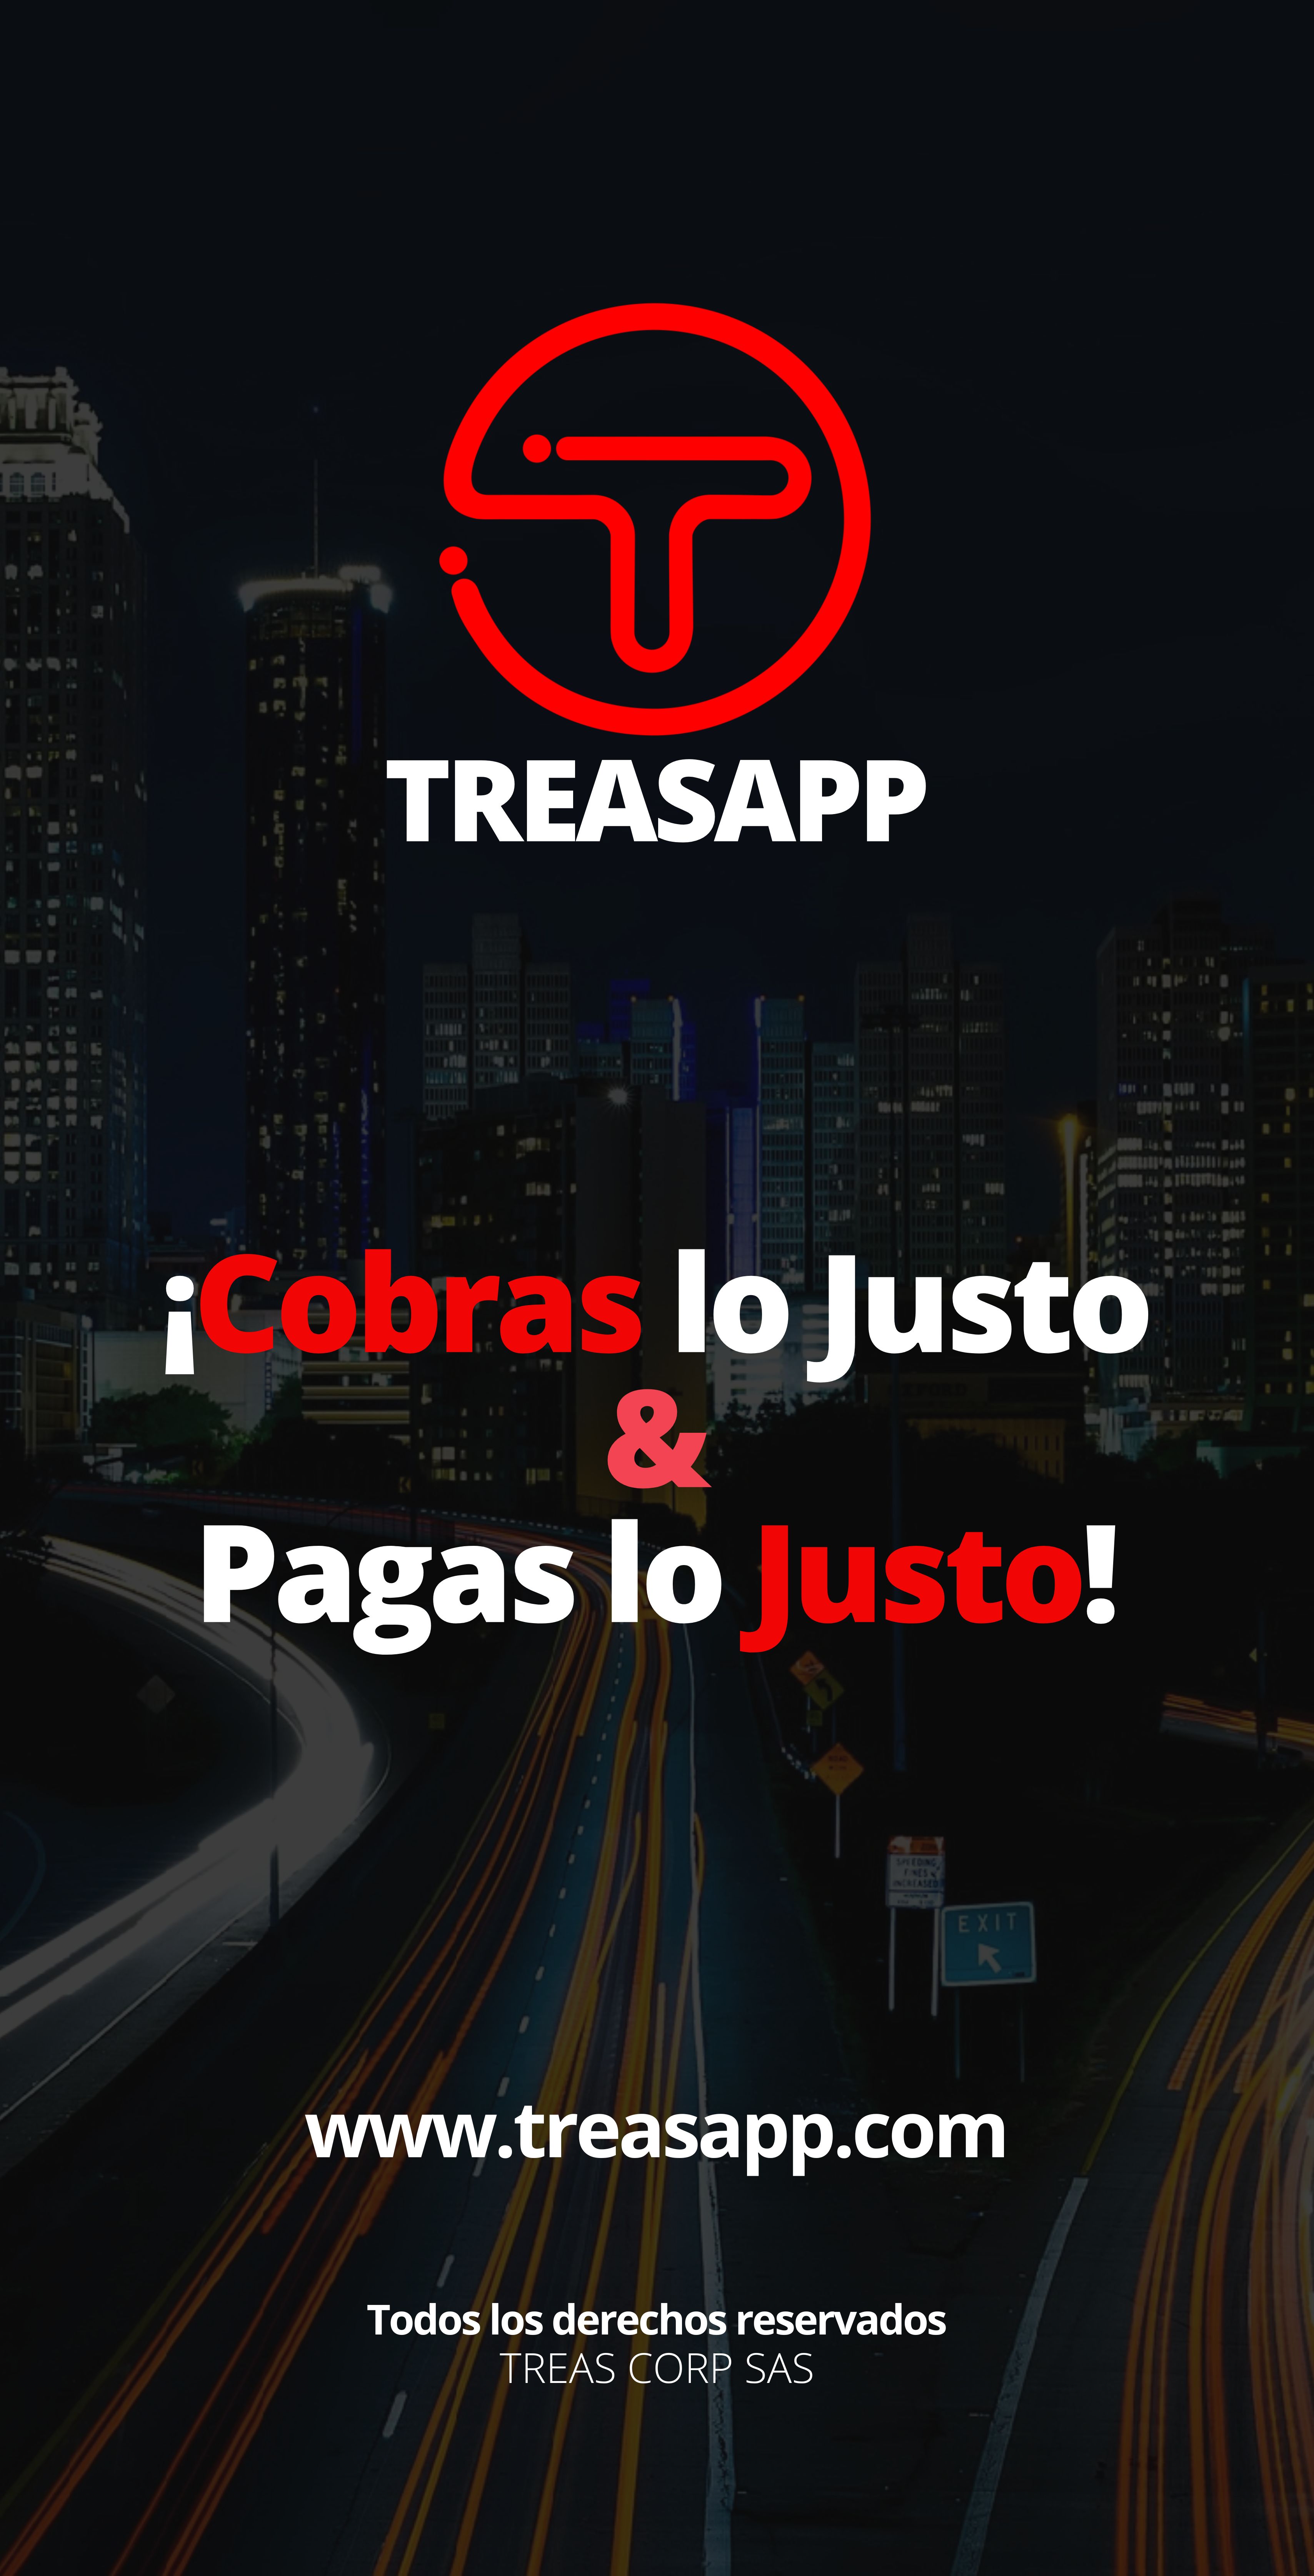 TREASAPP
¡Cobras lo Justo
&
Pagas lo Justo!
SPEEDING
FINES
INCREASED
EXIT
www.treasapp.com
Todos los derechos reservados
TREAS CORP SAS